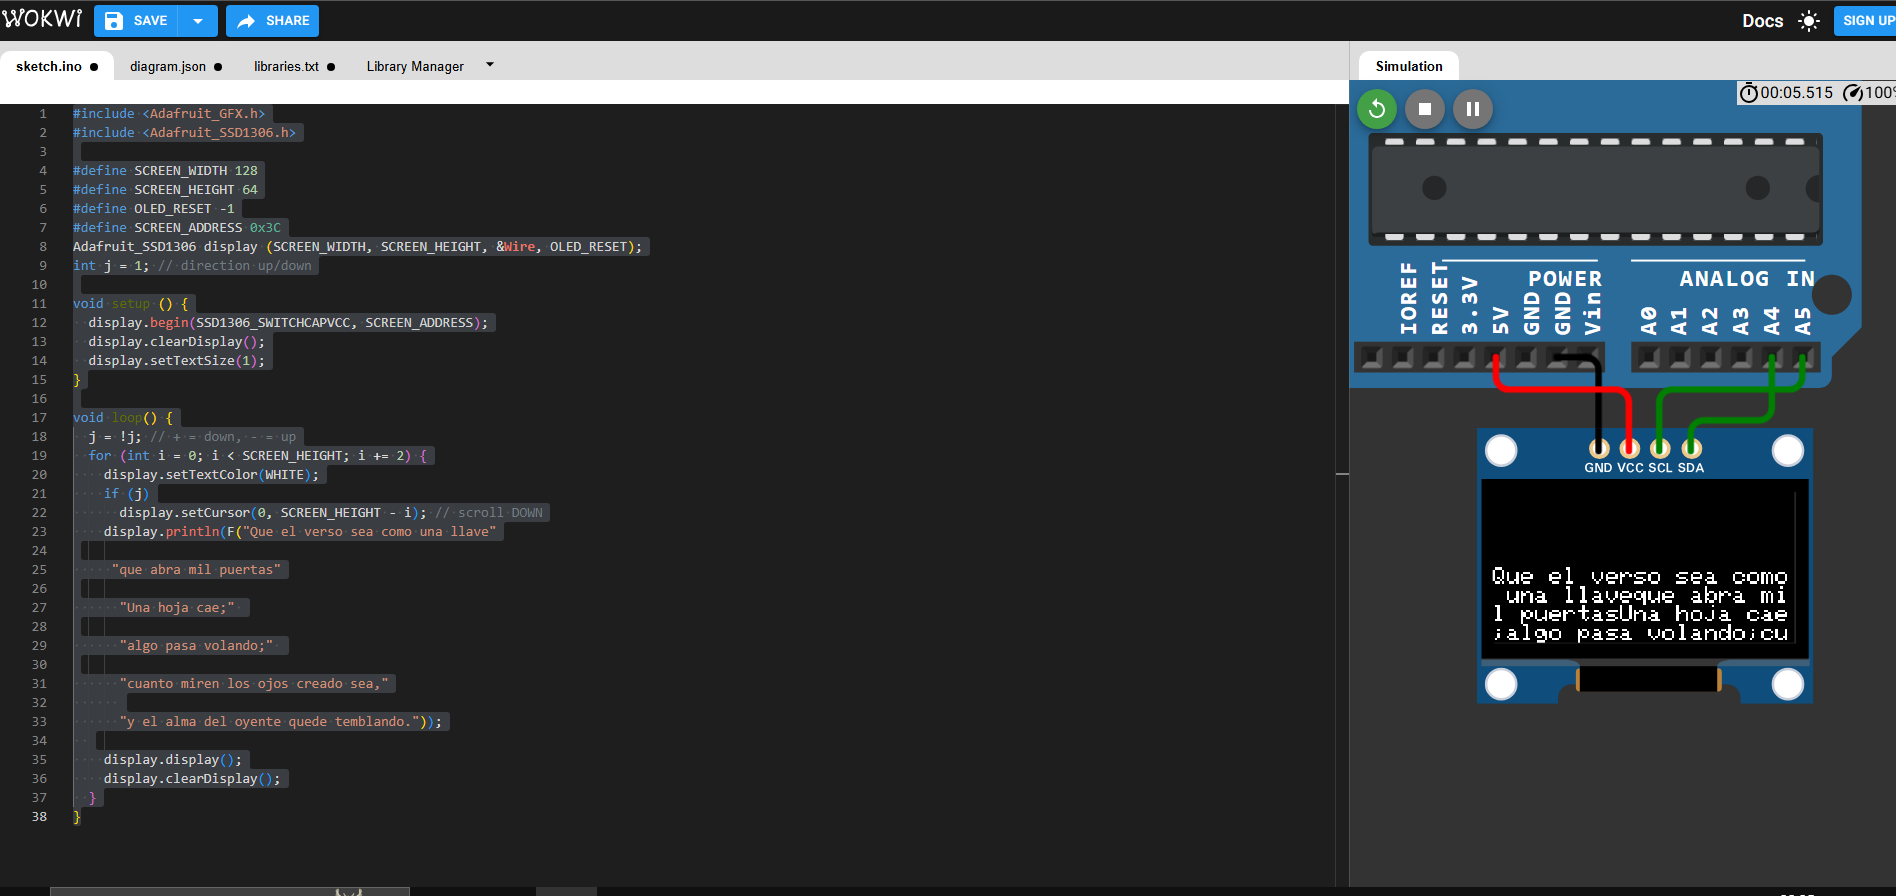 WOKWI
SAVE
SHARE
Docs
SIGN UP
sketch.ino
diagram.json
libraries.txt
Library Manager
Simulation
1 #include <Adafruit_GFX.h>
2 #include <Adafruit_SSD1306.h>
3
4 #define SCREEN_WIDTH 128
5 #define SCREEN_HEIGHT 64
6 #define OLED_RESET -1
7 #define SCREEN_ADDRESS 0x3C
8 Adafruit_SSD1306 display (SCREEN_WIDTH, SCREEN_HEIGHT, &Wire, OLED_RESET);
9 int j = 1; // direction up/down
10
11 void setup () {
12 display.begin(SSD1306_SWITCHCAPVCC, SCREEN_ADDRESS);
13 display.clearDisplay();
14 display.setTextSize(1);
15 }
16
17 void loop() {
18 j = !j; // + = down, - = up
19 for (int i = 0; i < SCREEN_HEIGHT; i += 2) {
20 display.setTextColor(WHITE);
21 if (j)
22 display.setCursor(0, SCREEN_HEIGHT - i); // scroll DOWN
23 display.println(F("Que el verso sea como una llave"
24
25 "que abra mil puertas"
26
27 "Una hoja cae;"
28
29 "algo pasa volando;"
30
31 "cuanto miren los ojos creado sea,"
32
33 "y el alma del oyente quede temblando."));
34
35 display.display();
36 display.clearDisplay();
37 }
38 }
00:05.515
100%
POWER
ANALOG IN
IOREF
RESET
3.3V
5V
GND
GND
Vin
A0
A1
A2
A3
A4
A5
GND VCC SCL SDA
Que el verso sea como
una llaveque abra mi
l puertasUna hoja cae
;algo pasa volando;cu